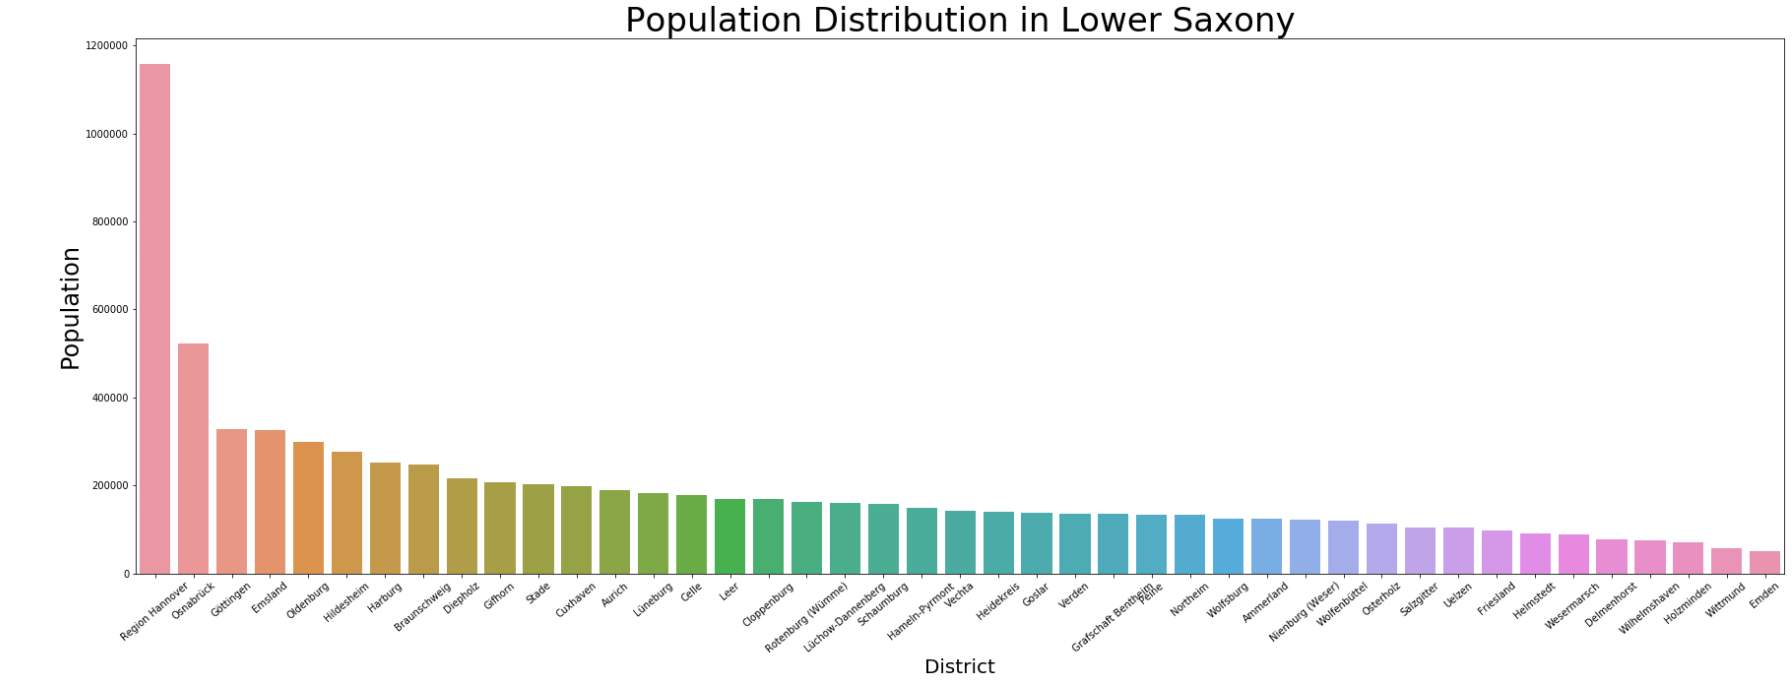 Population Distribution in Lower Saxony
1200000
1000000
800000
600000
400000
200000
0
Population
Region Hannover
Osnabrück
Göttingen
Emsland
Oldenburg
Hildesheim
Harburg
Braunschweig
Diepholz
Gifhorn
Stade
Cuxhaven
Aurich
Lüneburg
Celle
Leer
Cloppenburg
Rotenburg (Wümme)
Lüchow-Dannenberg
Schaumburg
Hameln-Pyrmont
Vechta
Heidekreis
Goslar
Verden
Grafschaft Bentheim
Peine
Northeim
Wolfsburg
Ammerland
Nienburg (Weser)
Wolfenbüttel
Osterholz
Salzgitter
Uelzen
Friesland
Helmstedt
Wesermarsch
Delmenhorst
Wilhelmshaven
Holzminden
Wittmund
Emden
District